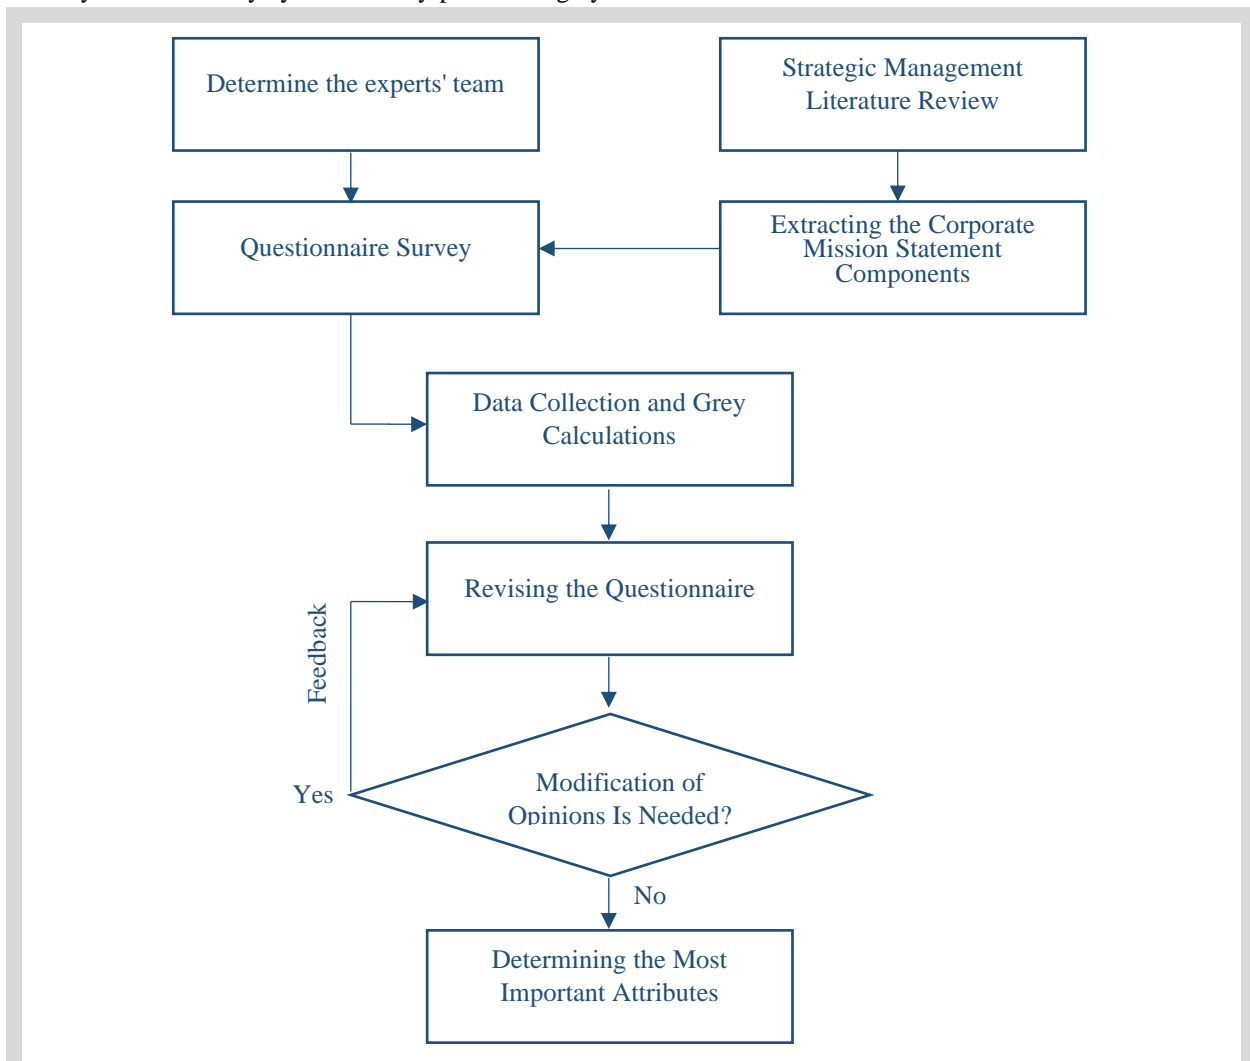 Determine the experts' team
Strategic Management
Literature Review
Questionnaire Survey
Extracting the Corporate
Mission Statement
Components
Data Collection and Grey
Calculations
Revising the Questionnaire
Feedback
Modification of
Opinions Is Needed?
Yes
No
Determining the Most
Important Attributes